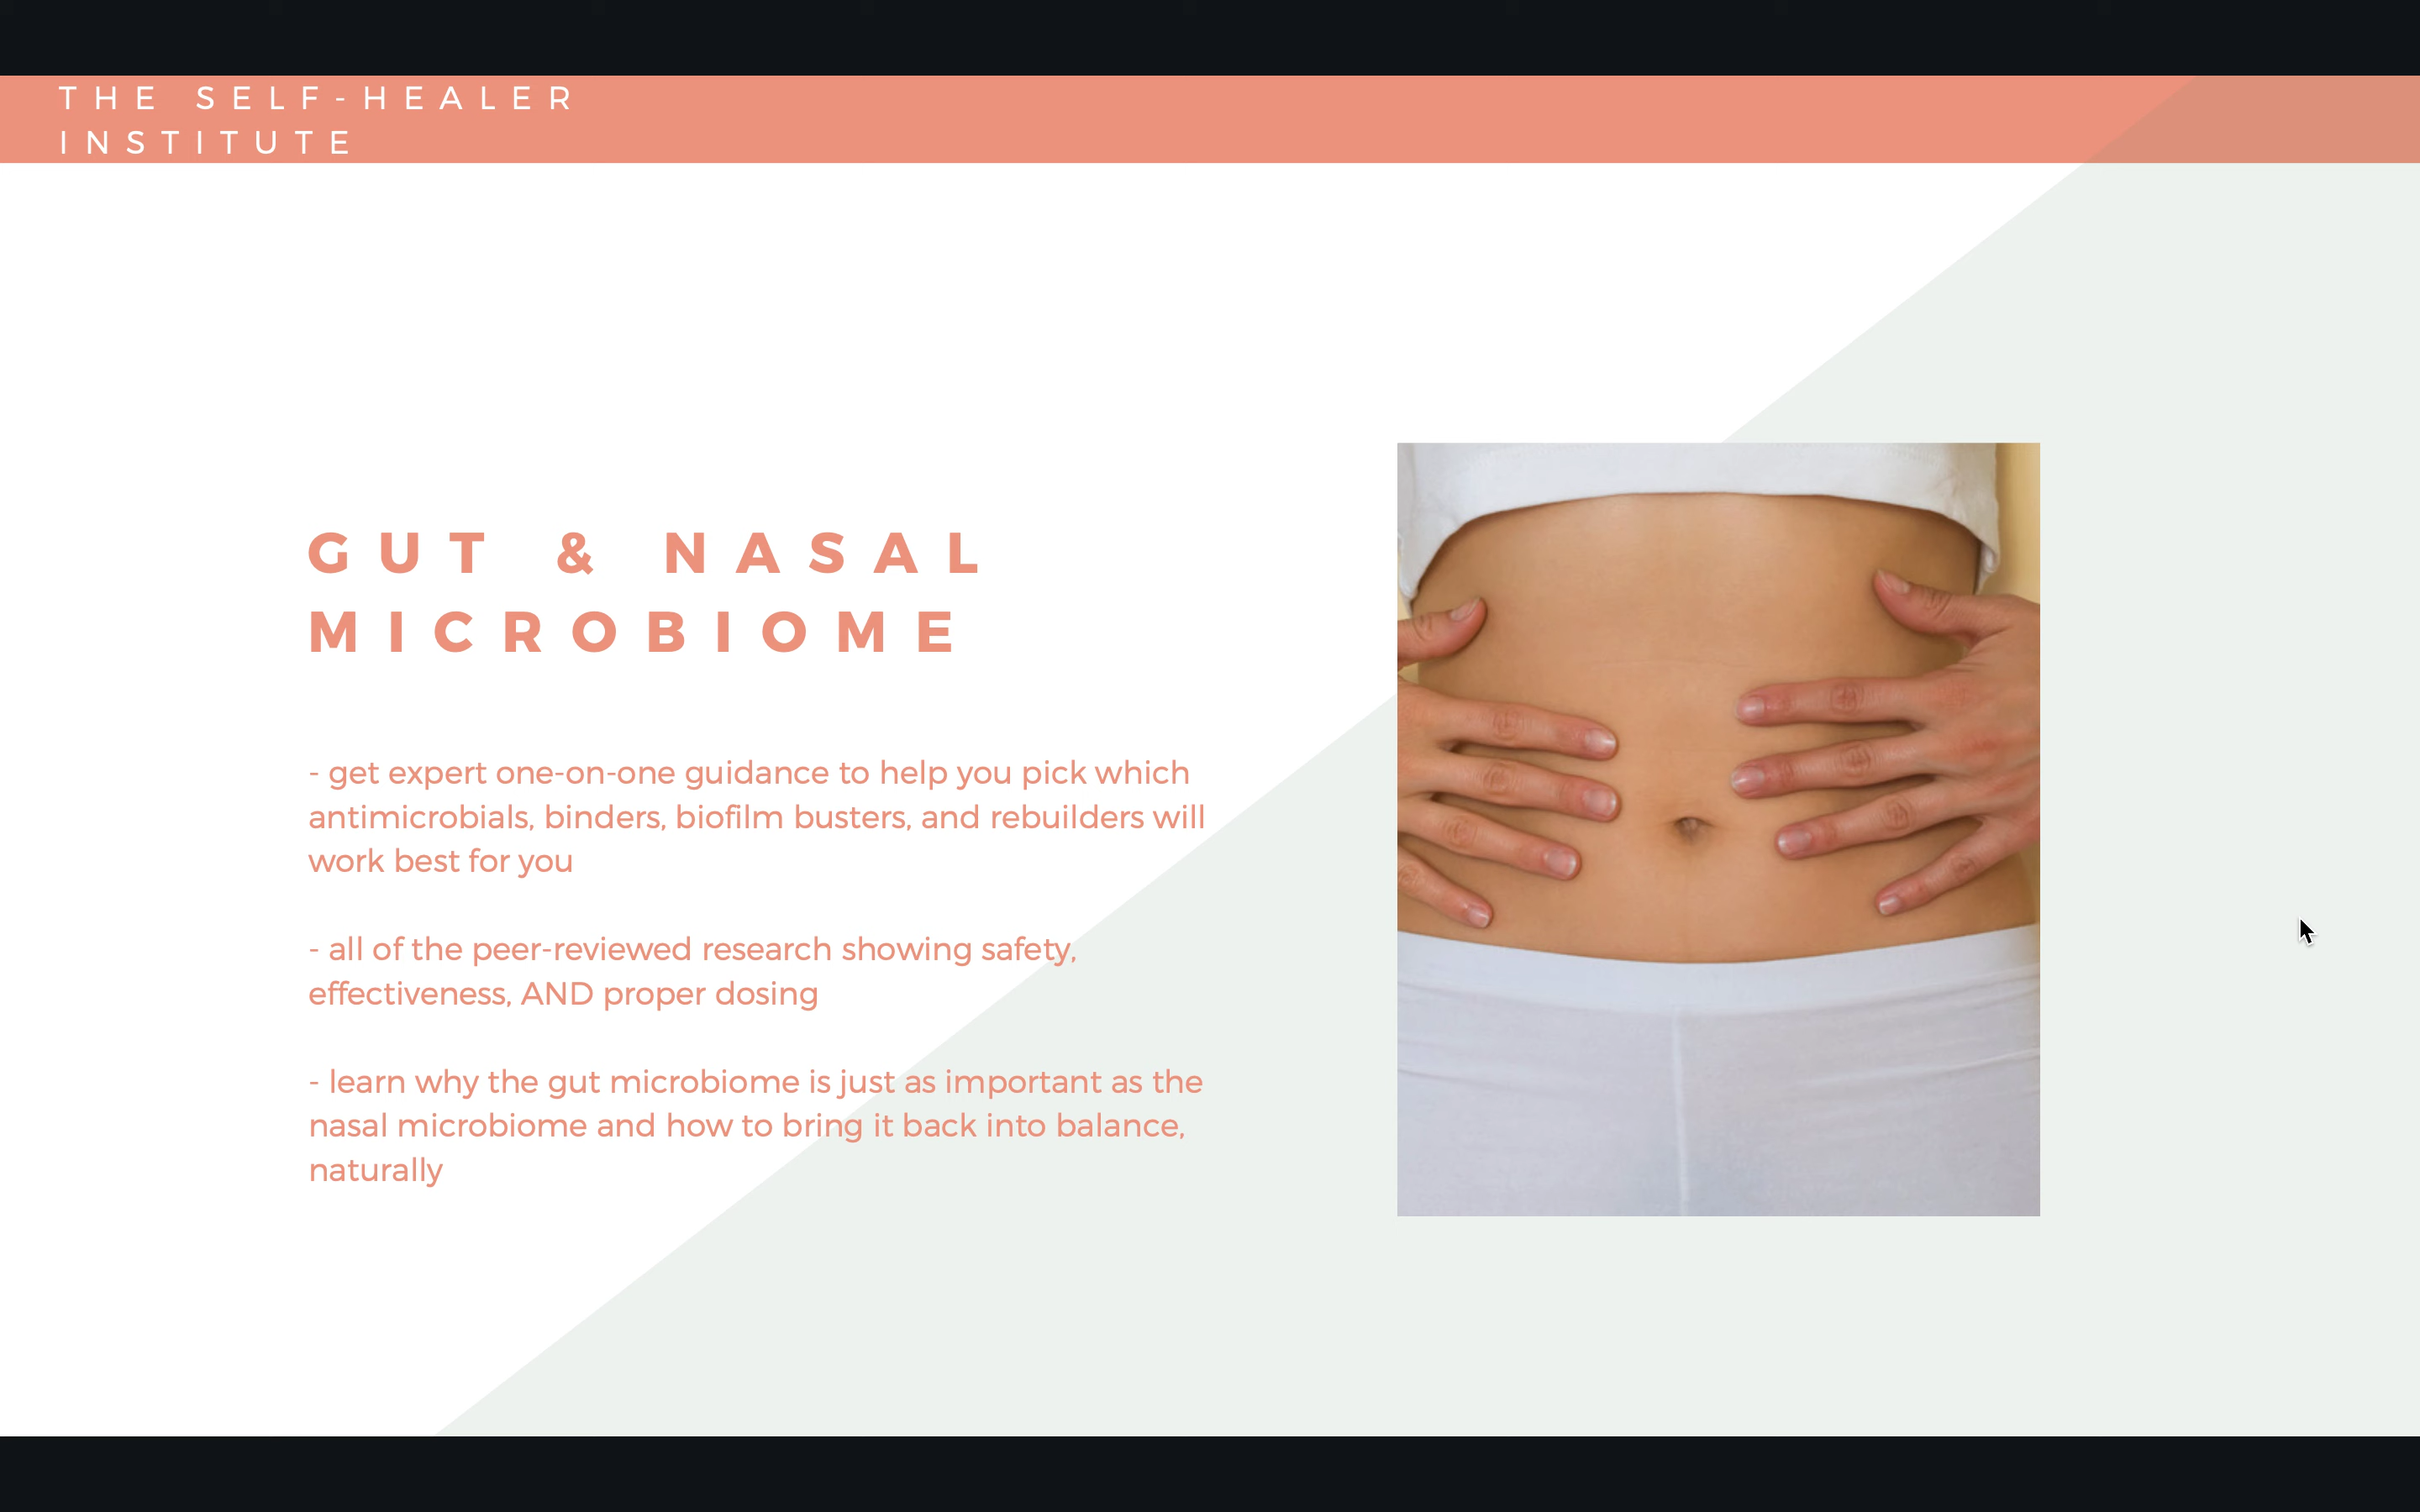 THE SELF-HEALER
INSTITUTE
GUT & NASAL
MICROBIOME
- get expert one-on-one guidance to help you pick which
antimicrobials, binders, biofilm busters, and rebuilders will
work best for you
- all of the peer-reviewed research showing safety,
effectiveness, AND proper dosing
- learn why the gut microbiome is just as important as the
nasal microbiome and how to bring it back into balance,
naturally